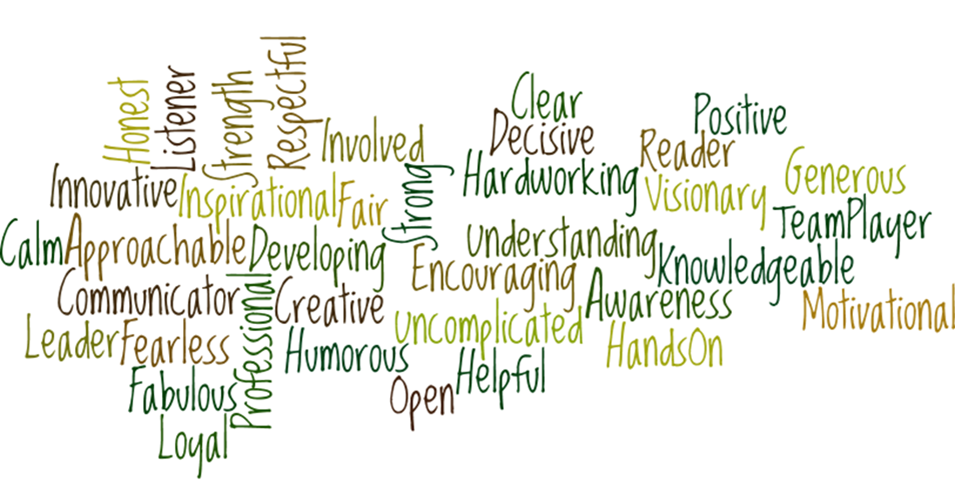 Honest
Listener
Strength
Respectful
Involved
Clear
Decisive
Positive
Reader
Innovative
Inspirational
Fair
Strong
Hardworking
Visionary
Generous
Calm
Approachable
Developing
Understanding
TeamPlayer
Encouraging
Knowledgeable
Communicator
Professional
Creative
Uncomplicated
Awareness
Motivational
Leader
Fearless
Humorous
HandsOn
Fabulous
Open
Helpful
Loyal